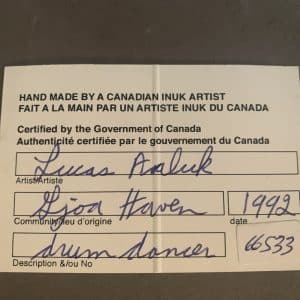 HAND MADE BY A CANADIAN INUK ARTIST
FAIT A LA MAIN PAR UN ARTISTE INUK DU CANADA
Certified by the Government of Canada
Authenticité certifiée par le gouvernement du Canada
Lucas Aaluk
Artist/Artiste
Gjoa Haven 1992
Community/lieu d'origine date
drum dancer 66533
Description &/ou No